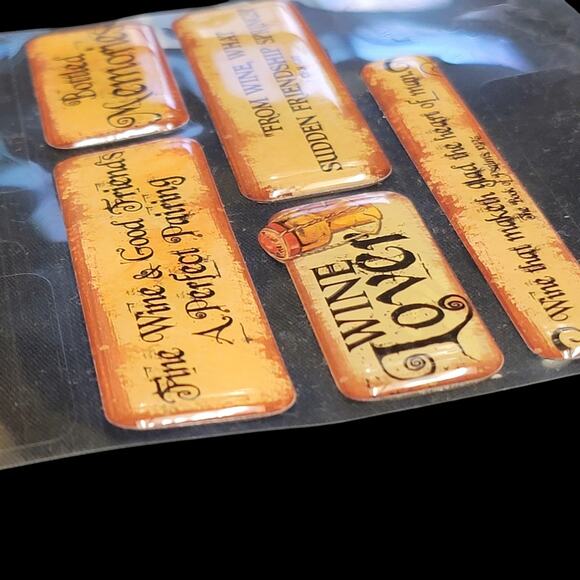 Bottled
Memories
"FROM WINE WHAT
SUDDEN FRIENDSHIP SPRINGS?"
Wine that maketh glad the heart of man
Fine Wine & Good Friends
A Perfect Pairing
WINE
Lover